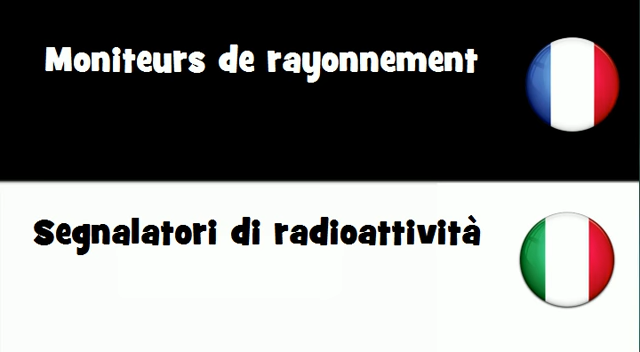 Moniteurs de rayonnement
Segnalatori di radioattività